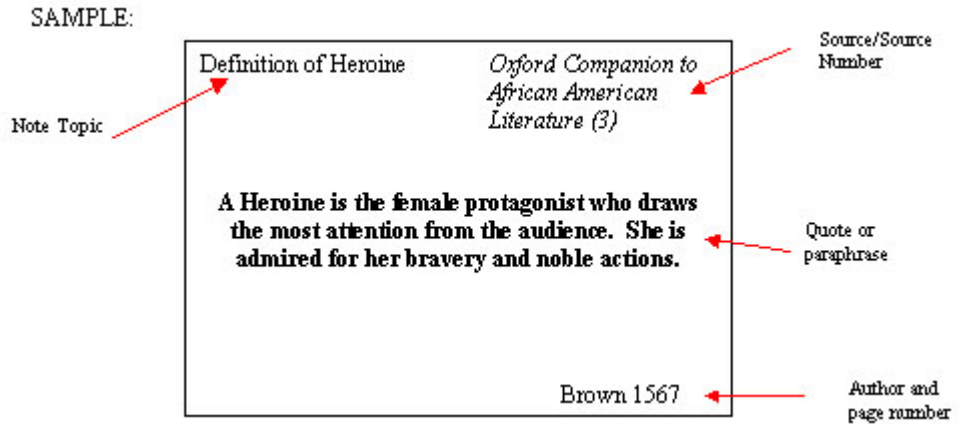 SAMPLE:
Source/Source
Number
Definition of Heroine
Oxford Companion to
African American
Literature (3)
Note Topic
A Heroine is the female protagonist who draws
the most attention from the audience.  She is
admired for her bravery and noble actions.
Quote or
paraphrase
Brown 1567
Author and
page number